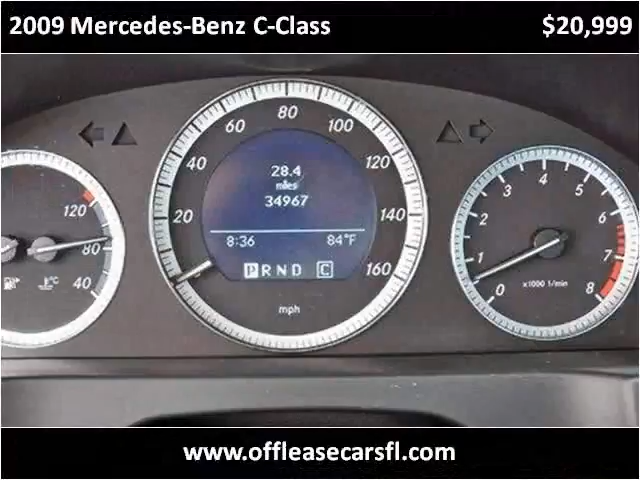 2009 Mercedes-Benz C-Class $20,999
80
60 100
40 120
20 140
160
28.4
miles
34967
8:36 84°F
P R N D C
mph
120
80
40
°C
4
3 5
2 6
1 7
0 8
x1000 1/min
www.offleasecarsfl.com